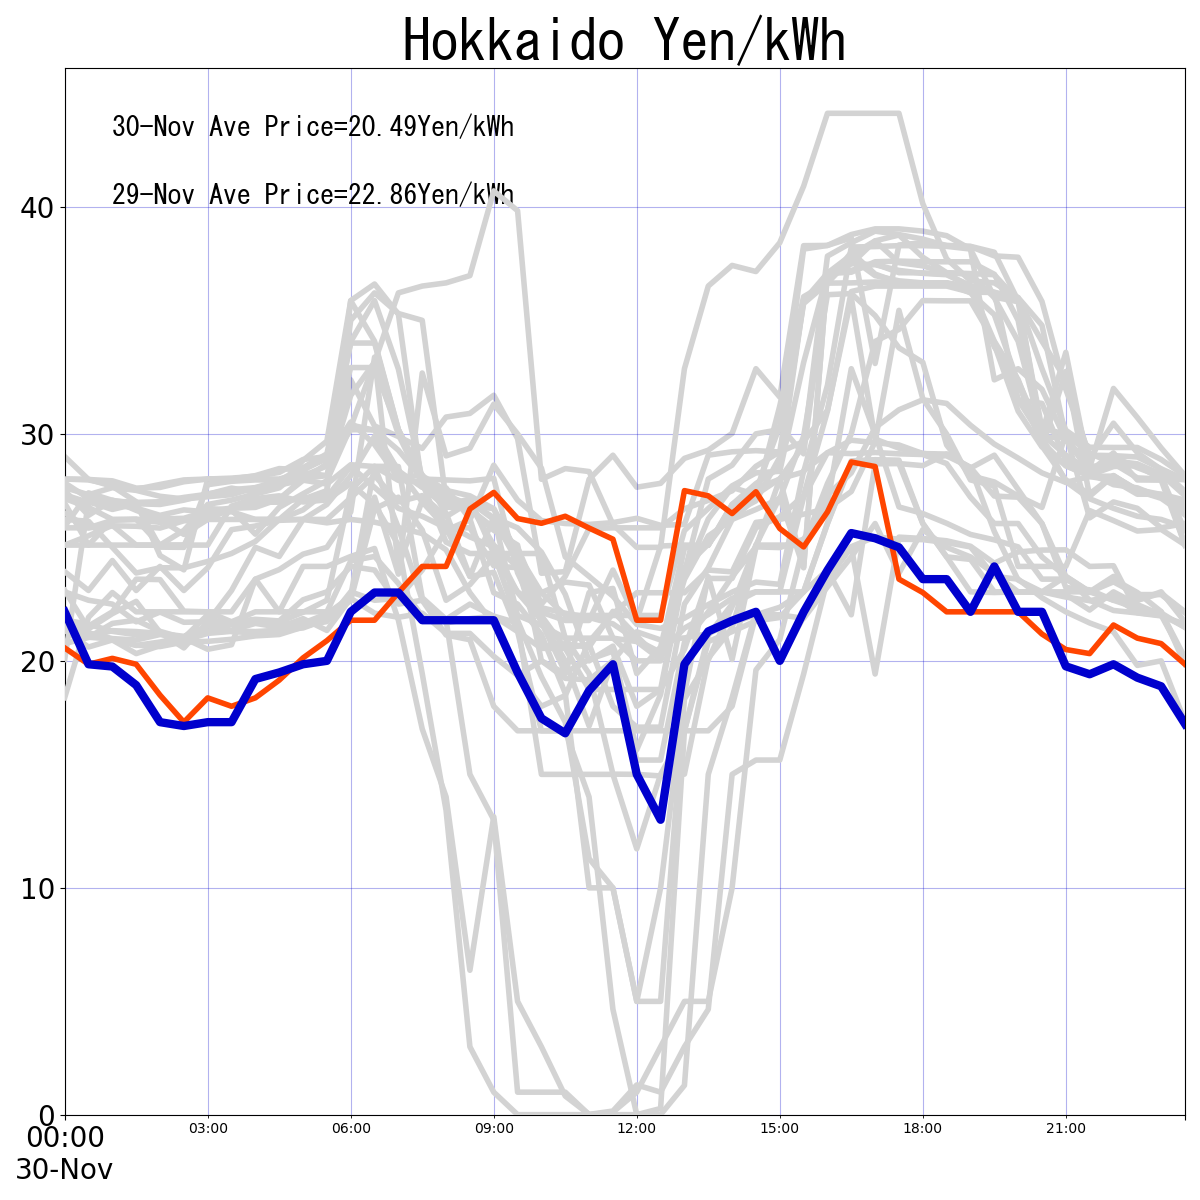 Hokkaido Yen/kWh
30-Nov Ave Price=20.49Yen/kWh
29-Nov Ave Price=22.86Yen/kWh
40
30
20
10
0
00:00 03:00 06:00 09:00 12:00 15:00 18:00 21:00
30-Nov